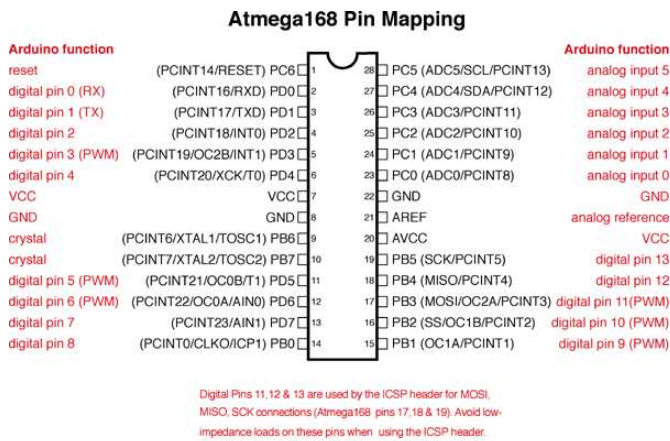 Atmega168 Pin Mapping
Arduino function Arduino function
reset (PCINT14/RESET) PC6 1 28 PC5 (ADC5/SCL/PCINT13) analog input 5
digital pin 0 (RX) (PCINT16/RXD) PD0 2 27 PC4 (ADC4/SDA/PCINT12) analog input 4
digital pin 1 (TX) (PCINT17/TXD) PD1 3 26 PC3 (ADC3/PCINT11) analog input 3
digital pin 2 (PCINT18/INT0) PD2 4 25 PC2 (ADC2/PCINT10) analog input 2
digital pin 3 (PWM) (PCINT19/OC2B/INT1) PD3 5 24 PC1 (ADC1/PCINT9) analog input 1
digital pin 4 (PCINT20/XCK/T0) PD4 6 23 PC0 (ADC0/PCINT8) analog input 0
VCC VCC 7 22 GND GND
GND GND 8 21 AREF analog reference
crystal (PCINT6/XTAL1/TOSC1) PB6 9 20 AVCC VCC
crystal (PCINT7/XTAL2/TOSC2) PB7 10 19 PB5 (SCK/PCINT5) digital pin 13
digital pin 5 (PWM) (PCINT21/OC0B/T1) PD5 11 18 PB4 (MISO/PCINT4) digital pin 12
digital pin 6 (PWM) (PCINT22/OC0A/AIN0) PD6 12 17 PB3 (MOSI/OC2A/PCINT3) digital pin 11(PWM)
digital pin 7 (PCINT23/AIN1) PD7 13 16 PB2 (SS/OC1B/PCINT2) digital pin 10 (PWM)
digital pin 8 (PCINT0/CLKO/ICP1) PB0 14 15 PB1 (OC1A/PCINT1) digital pin 9 (PWM)
Digital Pins 11,12 & 13 are used by the ICSP header for MOSI,
MISO, SCK connections (Atmega168 pins 17,18 & 19). Avoid low-
impedance loads on these pins when using the ICSP header.